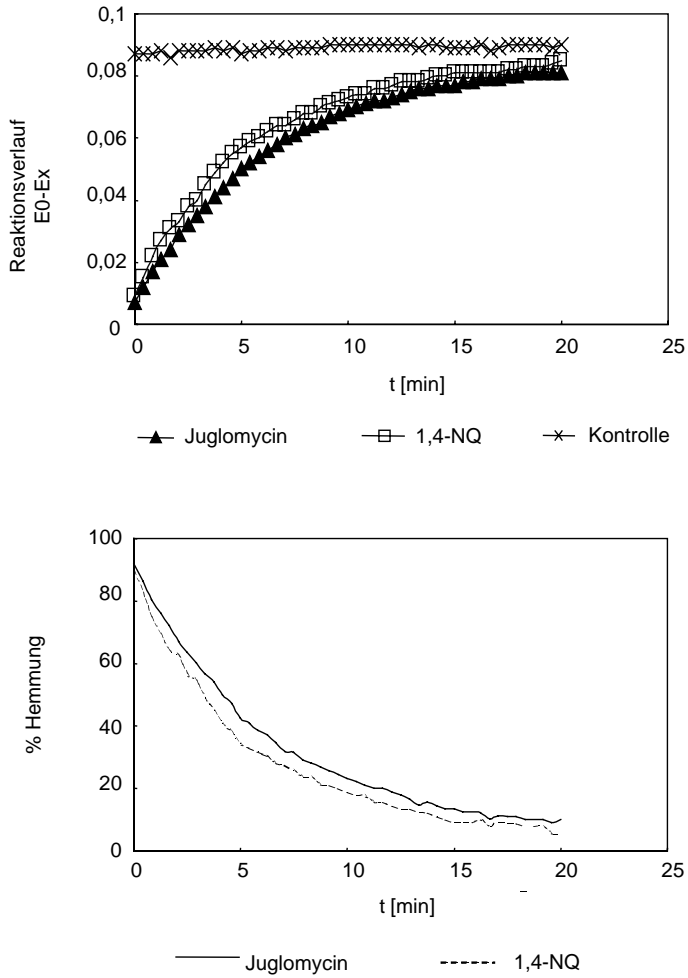 0,1
0,08
0,06
0,04
0,02
0
Reaktionsverlauf
E0-Ex
0 5 10 15 20 25
t [min]
Juglomycin 1,4-NQ Kontrolle
100
80
60
40
20
0
% Hemmung
0 5 10 15 20 25
t [min]
Juglomycin 1,4-NQ